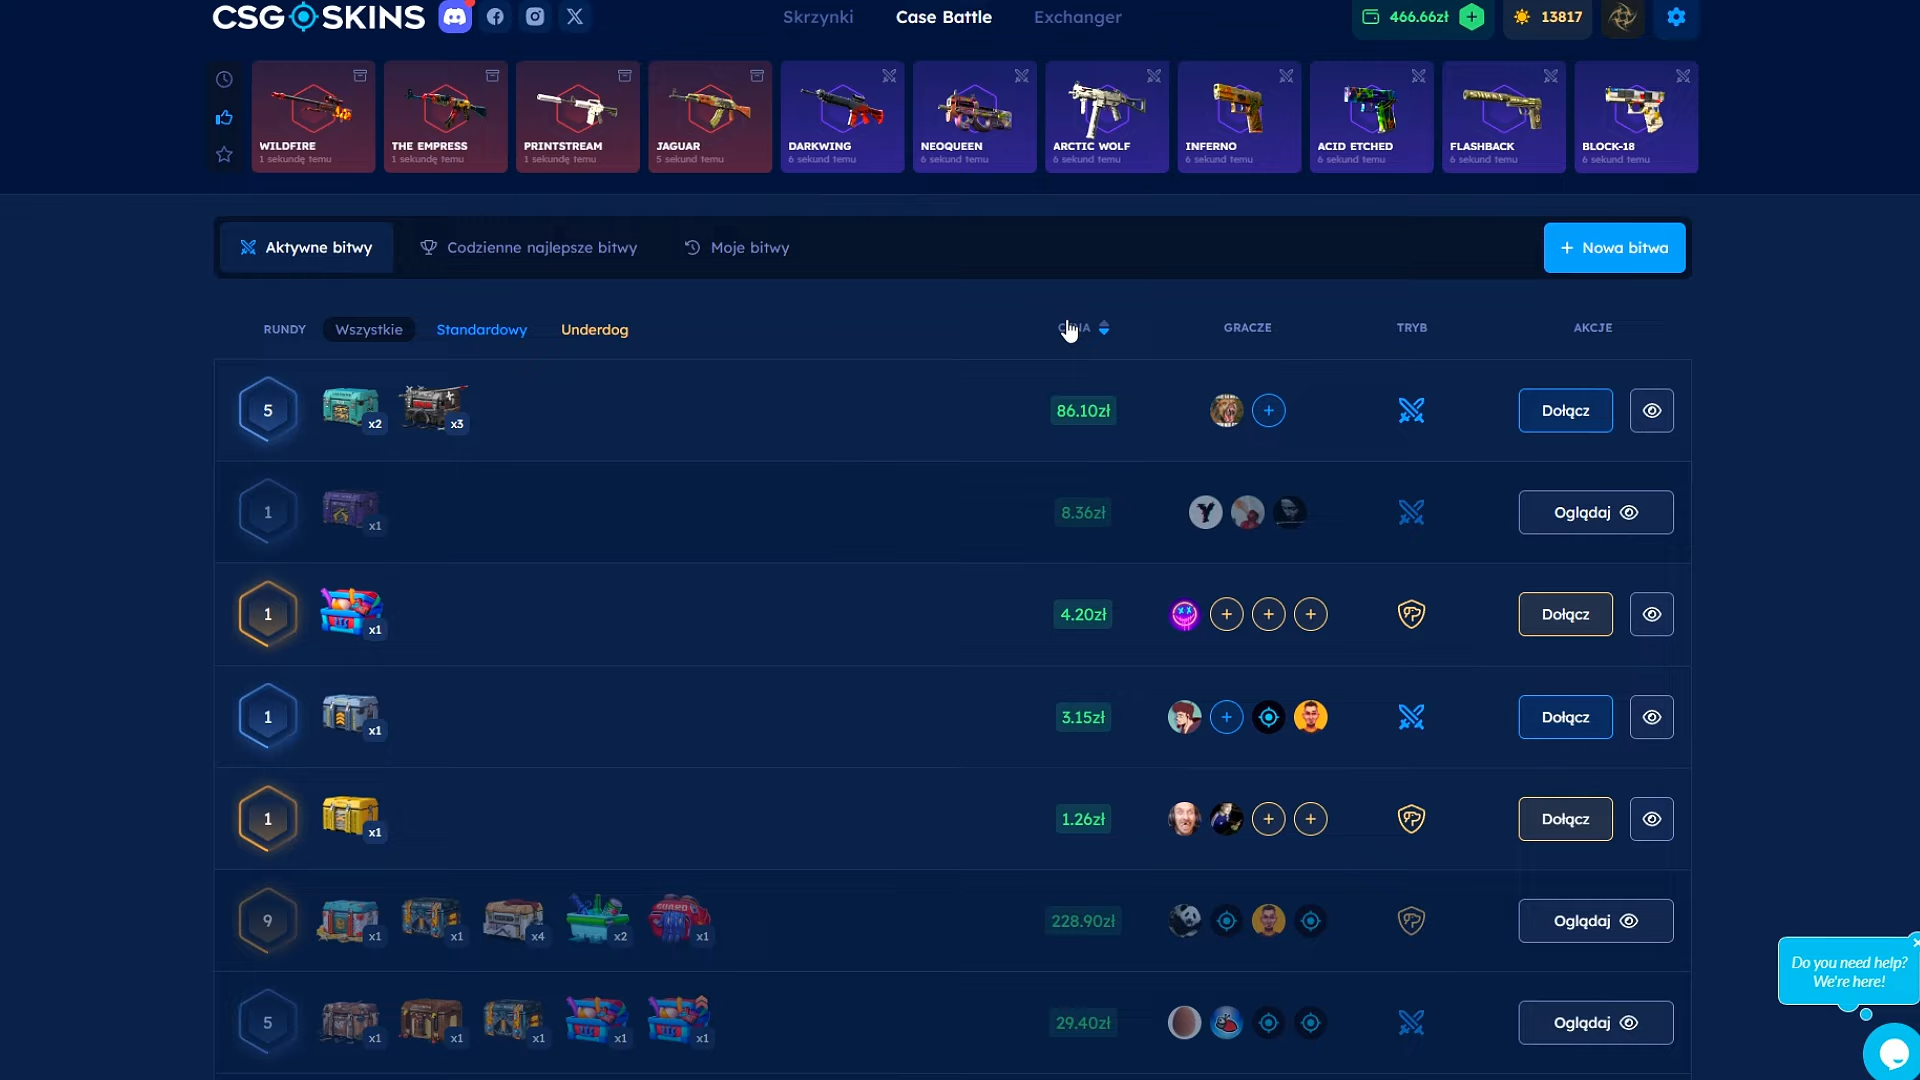 CSGOSKINS
Skrzynki
Case Battle
Exchanger
466.66zł
13817
WILDFIRE
1 sekundę temu
THE EMPRESS
1 sekundę temu
PRINTSTREAM
1 sekundę temu
JAGUAR
5 sekund temu
DARKWING
6 sekund temu
NEOQUEEN
6 sekund temu
ARCTIC WOLF
6 sekund temu
INFERNO
6 sekund temu
ACID ETCHED
6 sekund temu
FLASHBACK
6 sekund temu
BLOCK-18
6 sekund temu
Aktywne bitwy
Codzienne najlepsze bitwy
Moje bitwy
+ Nowa bitwa
RUNDY
Wszystkie
Standardowy
Underdog
GRACZE
TRYB
AKCJE
5
x2
x3
86.10zł
Dołącz
1
x1
8.36zł
Oglądaj
1
x1
4.20zł
Dołącz
1
x1
3.15zł
Dołącz
1
x1
1.26zł
Dołącz
9
x1
x1
x4
x2
GUARD
x1
228.90zł
Oglądaj
5
x1
x1
x1
x1
x1
29.40zł
Oglądaj
Do you need help?
We're here!